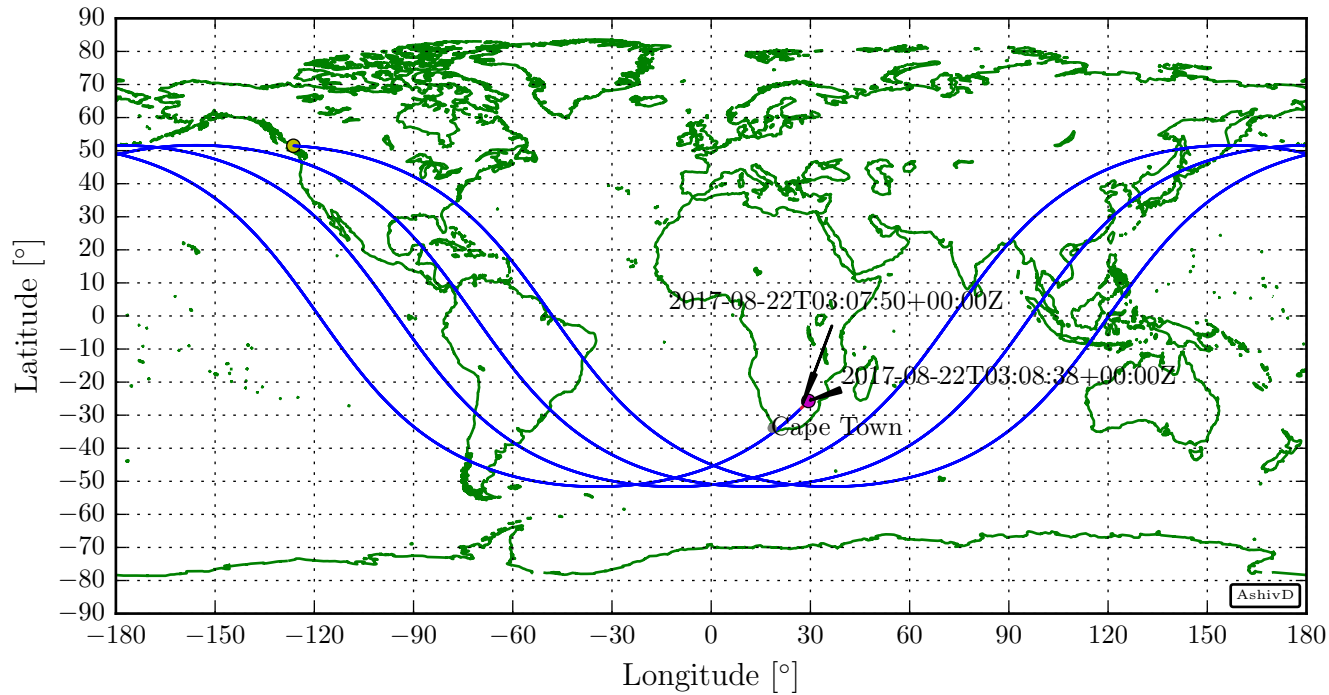 90
80
70
60
50
40
30
20
10
0
−10
−20
−30
−40
−50
−60
−70
−80
−90
Latitude [°]
2017-08-22T03:07:50+00:00Z
2017-08-22T03:08:38+00:00Z
Cape Town
AshivD
−180 −150 −120 −90 −60 −30 0 30 60 90 120 150 180
Longitude [°]